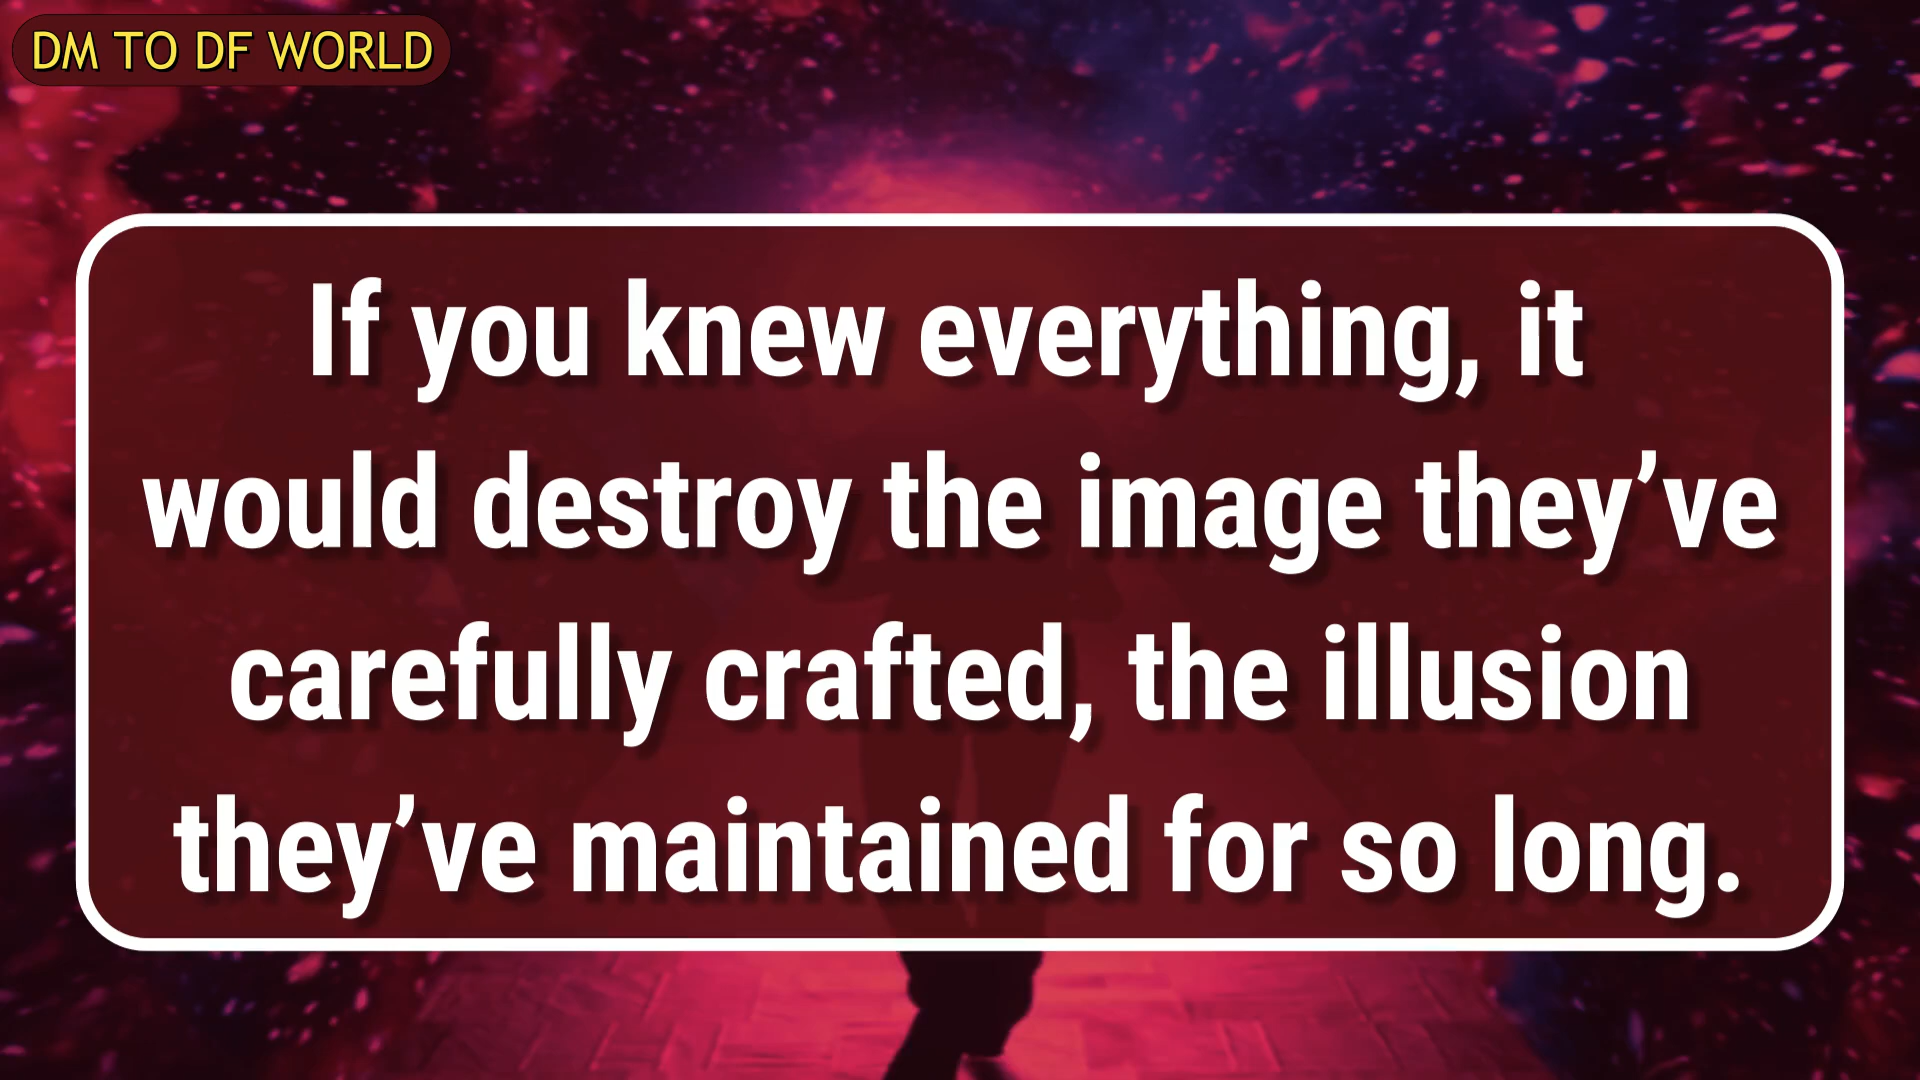 DM TO DF WORLD
If you knew everything, it
would destroy the image they’ve
carefully crafted, the illusion
they’ve maintained for so long.